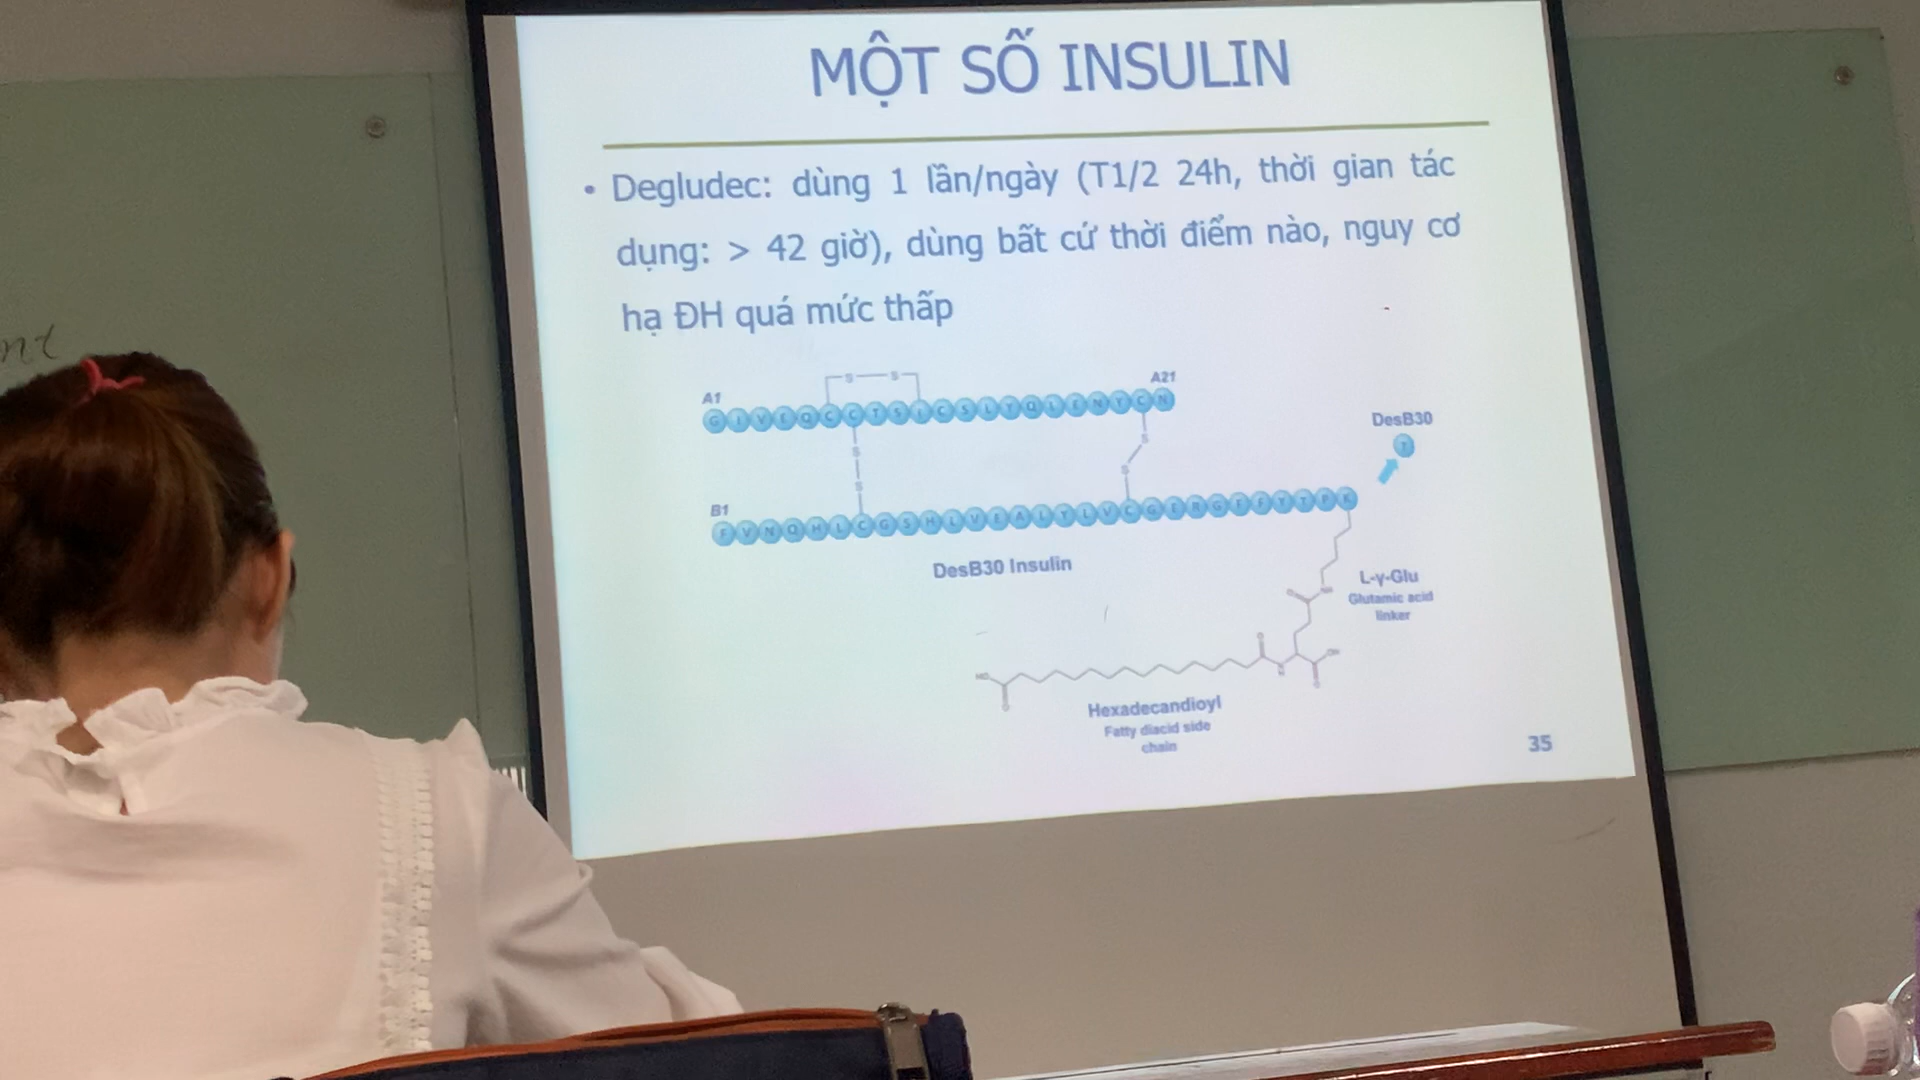 MỘT SỐ INSULIN
• Degludec: dùng 1 lần/ngày (T1/2 24h, thời gian tác
dụng: > 42 giờ), dùng bất cứ thời điểm nào, nguy cơ
hạ ĐH quá mức thấp
S S
A1 A21
G I V E Q C C T S I C S L Y Q L E N Y C N
DesB30
T
S S
S S
B1
F V N Q H L C G S H L V E A L Y L V C G E R G F F Y T P K
DesB30 Insulin
L-γ-Glu
Glutamic acid
linker
Hexadecandioyl
Fatty diacid side
chain
35